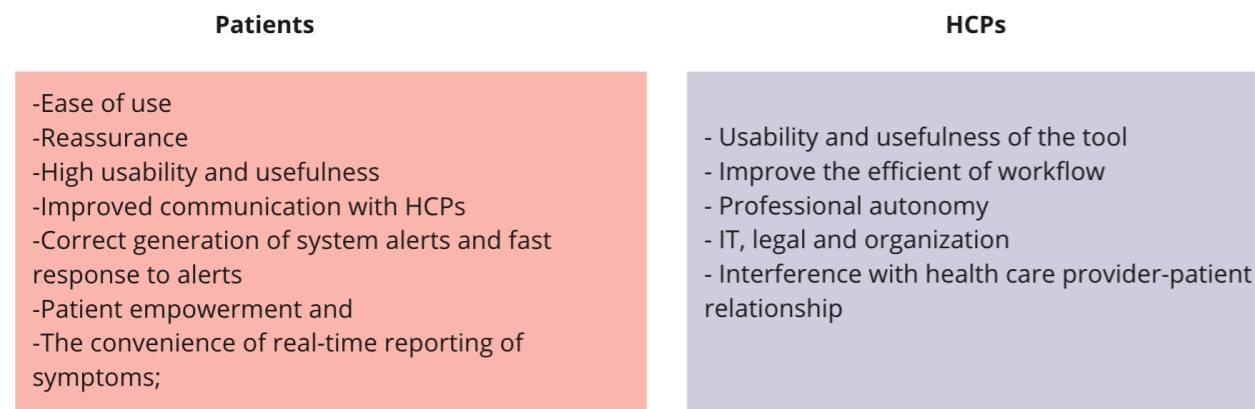 Patients
-Ease of use
-Reassurance
-High usability and usefulness
-Improved communication with HCPs
-Correct generation of system alerts and fast
response to alerts
-Patient empowerment and
-The convenience of real-time reporting of
symptoms;
HCPs
- Usability and usefulness of the tool
- Improve the efficient of workflow
- Professional autonomy
- IT, legal and organization
- Interference with health care provider-patient
relationship